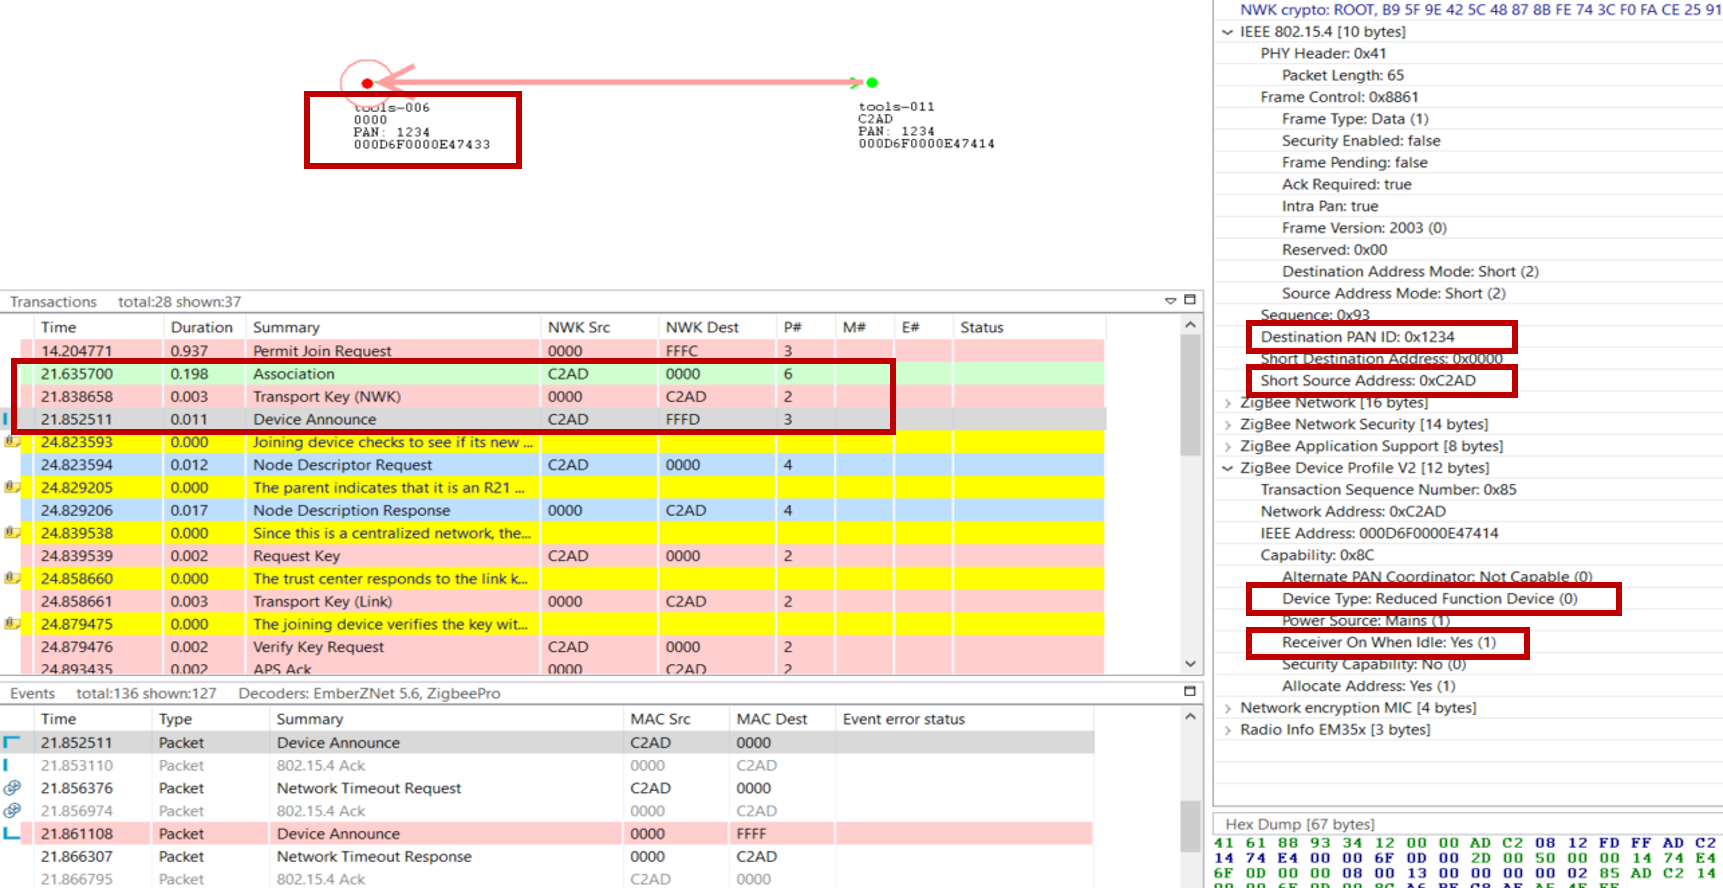 tools-006
0000
PAN: 1234
000D6F0000E47433
tools-011
C2AD
PAN: 1234
000D6F0000E47414
Transactions total:28 shown:37
Time Duration Summary NWK Src NWK Dest P# M# E# Status
14.204771 0.937 Permit Join Request 0000 FFFC 3
21.635700 0.198 Association C2AD 0000 6
21.838658 0.003 Transport Key (NWK) 0000 C2AD 2
21.852511 0.011 Device Announce C2AD FFFD 3
24.823593 0.000 Joining device checks to see if its new ...
24.823594 0.012 Node Descriptor Request C2AD 0000 4
24.829205 0.000 The parent indicates that it is an R21 ...
24.829206 0.017 Node Description Response 0000 C2AD 4
24.839538 0.000 Since this is a centralized network, the...
24.839539 0.002 Request Key C2AD 0000 2
24.858660 0.000 The trust center responds to the link k...
24.858661 0.003 Transport Key (Link) 0000 C2AD 2
24.879475 0.000 The joining device verifies the key wit...
24.879476 0.002 Verify Key Request C2AD 0000 2
24.893435 0.002 APS Ack 0000 C2AD 2
Events total:136 shown:127 Decoders: EmberZNet 5.6, ZigbeePro
Time Type Summary MAC Src MAC Dest Event error status
21.852511 Packet Device Announce C2AD 0000
21.853110 Packet 802.15.4 Ack 0000 C2AD
21.856376 Packet Network Timeout Request C2AD 0000
21.856974 Packet 802.15.4 Ack 0000 C2AD
21.861108 Packet Device Announce 0000 FFFF
21.866307 Packet Network Timeout Response 0000 C2AD
21.866795 Packet 802.15.4 Ack C2AD 0000
NWK crypto: ROOT, B9 5F 9E 42 5C 48 87 8B FE 74 3C F0 FA CE 25 91
IEEE 802.15.4 [10 bytes]
PHY Header: 0x41
Packet Length: 65
Frame Control: 0x8861
Frame Type: Data (1)
Security Enabled: false
Frame Pending: false
Ack Required: true
Intra Pan: true
Frame Version: 2003 (0)
Reserved: 0x00
Destination Address Mode: Short (2)
Source Address Mode: Short (2)
Sequence: 0x93
Destination PAN ID: 0x1234
Short Destination Address: 0x0000
Short Source Address: 0xC2AD
ZigBee Network [16 bytes]
ZigBee Network Security [14 bytes]
ZigBee Application Support [8 bytes]
ZigBee Device Profile V2 [12 bytes]
Transaction Sequence Number: 0x85
Network Address: 0xC2AD
IEEE Address: 000D6F0000E47414
Capability: 0x8C
Alternate PAN Coordinator: Not Capable (0)
Device Type: Reduced Function Device (0)
Power Source: Mains (1)
Receiver On When Idle: Yes (1)
Security Capability: No (0)
Allocate Address: Yes (1)
Network encryption MIC [4 bytes]
Radio Info EM35x [3 bytes]
Hex Dump [67 bytes]
41 61 88 93 34 12 00 00 AD C2 08 12 FD FF AD C2
14 74 E4 00 00 6F 0D 00 2D 00 50 00 00 14 74 E4
6F 0D 00 00 08 00 13 00 00 00 00 02 85 AD C2 14